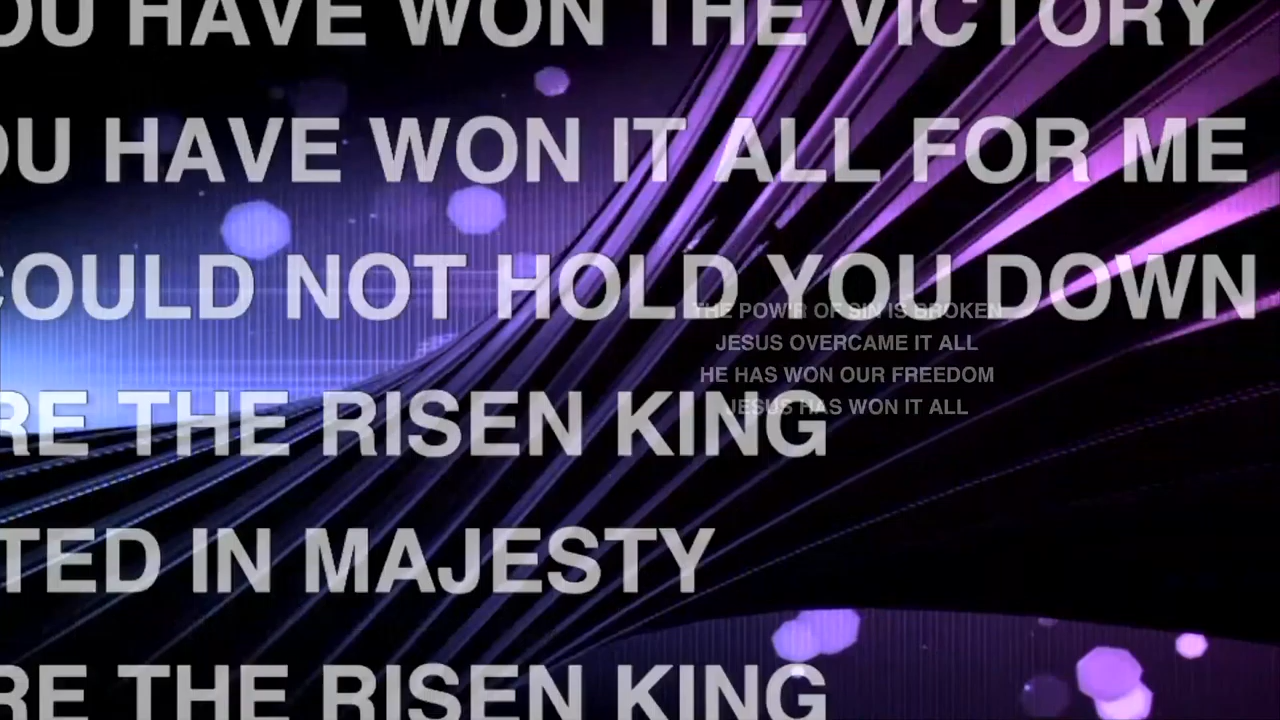 OU HAVE WON THE VICTORY
OU HAVE WON IT ALL FOR ME
COULD NOT HOLD YOU DOWN
RE THE RISEN KING
TED IN MAJESTY
RE THE RISEN KING
THE POWIR OF SIN IS BROKEN
JESUS OVERCAME IT ALL
HE HAS WON OUR FREEDOM
JESUS HAS WON IT ALL